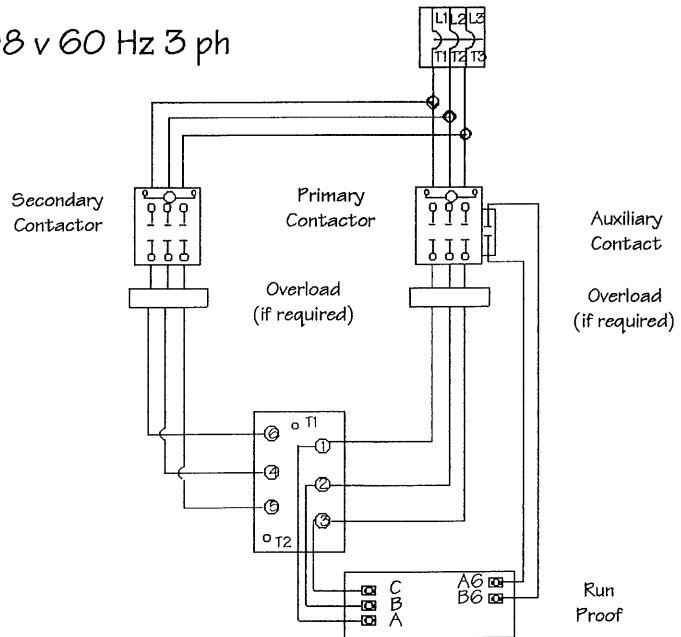 8 v 60 Hz 3 ph
L1 L2 L3
T1 T2 T3
Secondary
Contactor
Primary
Contactor
Auxiliary
Contact
Overload
(if required)
Overload
(if required)
T1
6
1
4
2
5
3
T2
C
B
A
A6
B6
Run
Proof